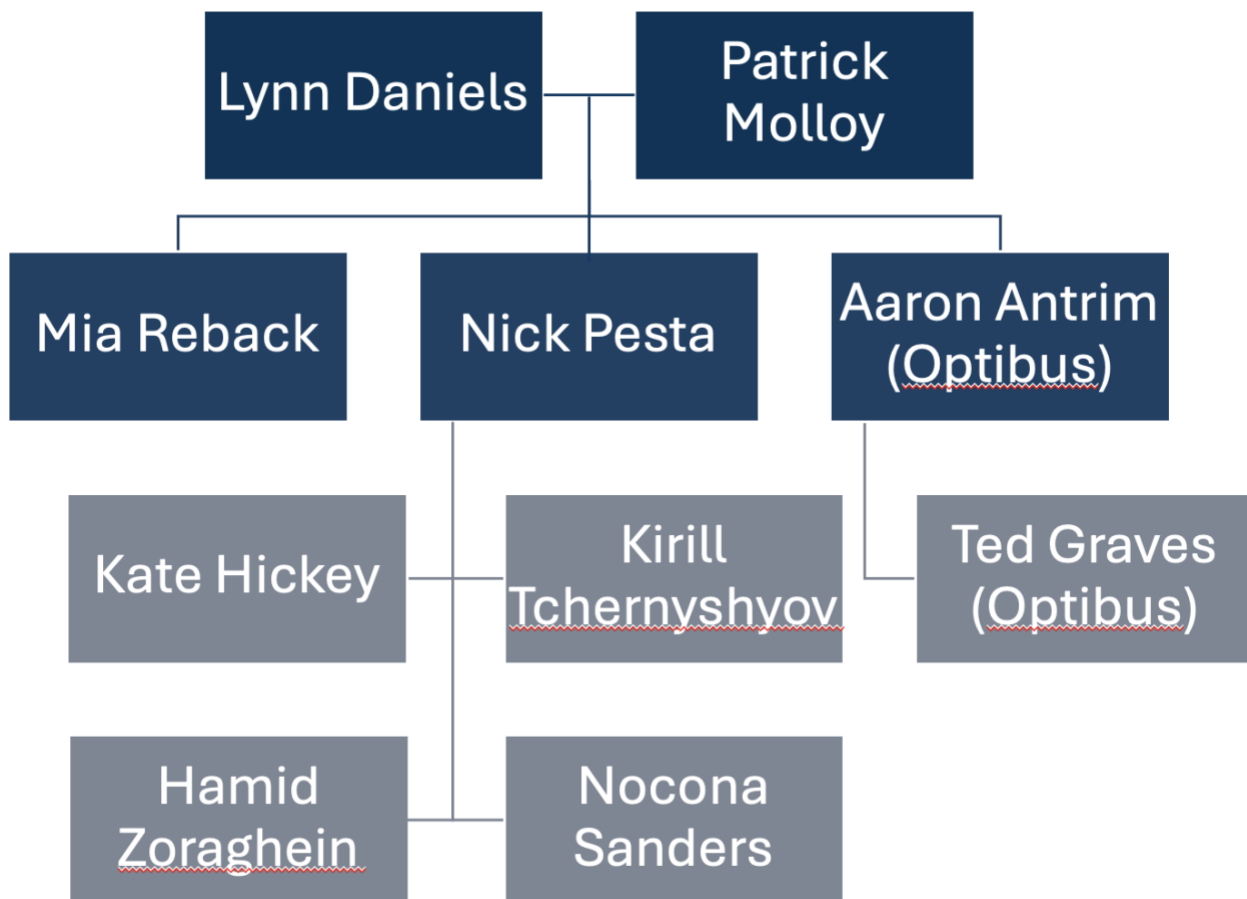 Lynn Daniels
Patrick
Molloy
Mia Reback
Nick Pesta
Aaron Antrim
(Optibus)
Kate Hickey
Kirill
Tchernyshyov
Ted Graves
(Optibus)
Hamid
Zoraghein
Nocona
Sanders